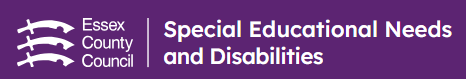 Essex
County
Council
Special Educational Needs
and Disabilities